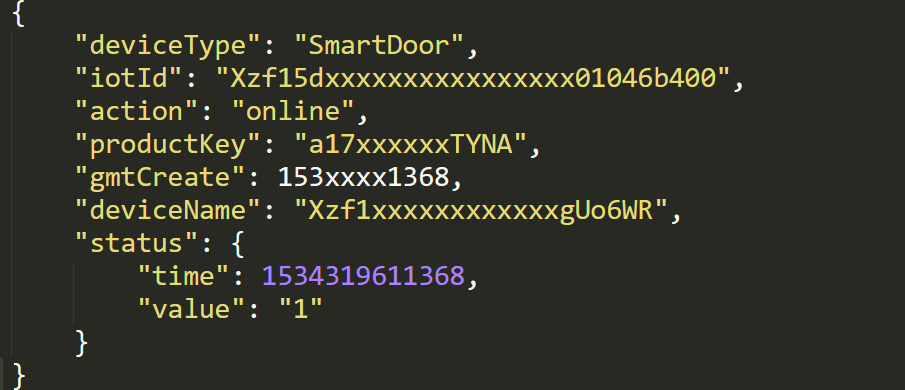 {
    "deviceType": "SmartDoor",
    "iotId": "Xzf15dxxxxxxxxxxxxxxxx01046b400",
    "action": "online",
    "productKey": "a17xxxxxxTYNA",
    "gmtCreate": 153xxxx1368,
    "deviceName": "Xzf1xxxxxxxxxxxxgUo6WR",
    "status": {
        "time": 1534319611368,
        "value": "1"
    }
}